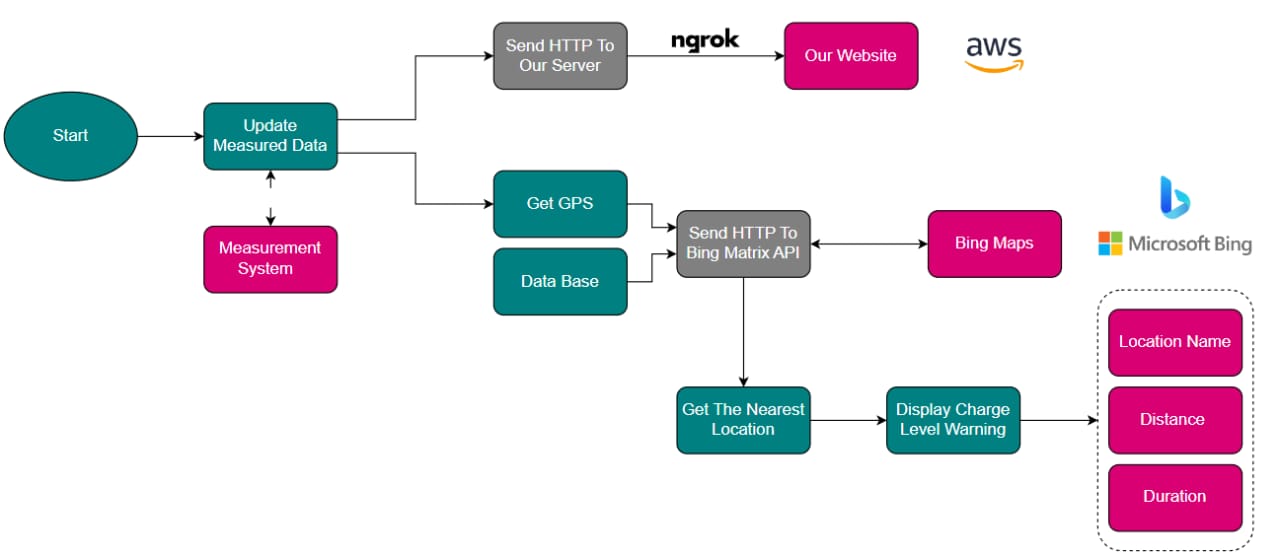 Send HTTP To
Our Server
ngrok
Our Website
aws
Start
Update
Measured Data
Measurement
System
Get GPS
Data Base
Send HTTP To
Bing Matrix API
Bing Maps
Microsoft Bing
Get The Nearest
Location
Display Charge
Level Warning
Location Name
Distance
Duration